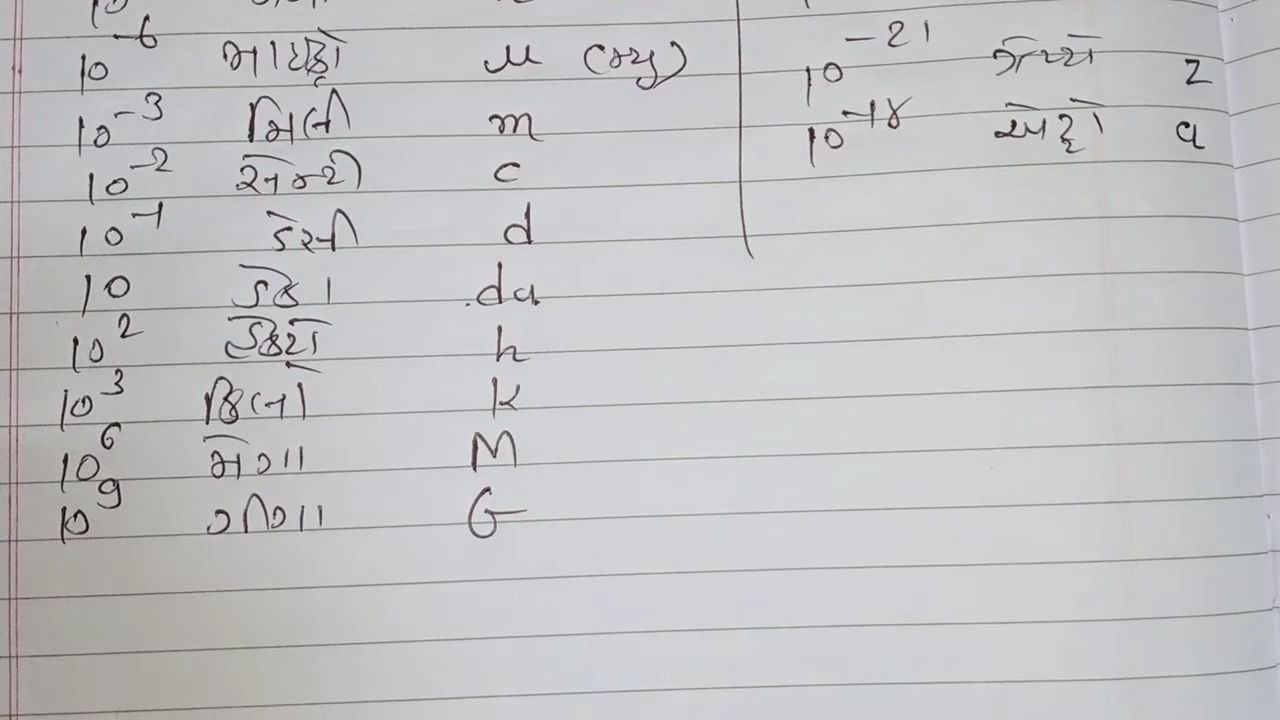 10⁻⁶ માઇક્રો μ (મ્યુ)
10⁻³ મિલી m
10⁻² સેન્ટી c
10⁻¹ ડેસી d
10 ડેકા da
10² હેક્ટો h
10³ કિલો k
10⁶ મેગા M
10⁹ ગીગા G
10⁻²¹ ઝેપ્ટો z
10⁻¹⁸ એટ્ટો a